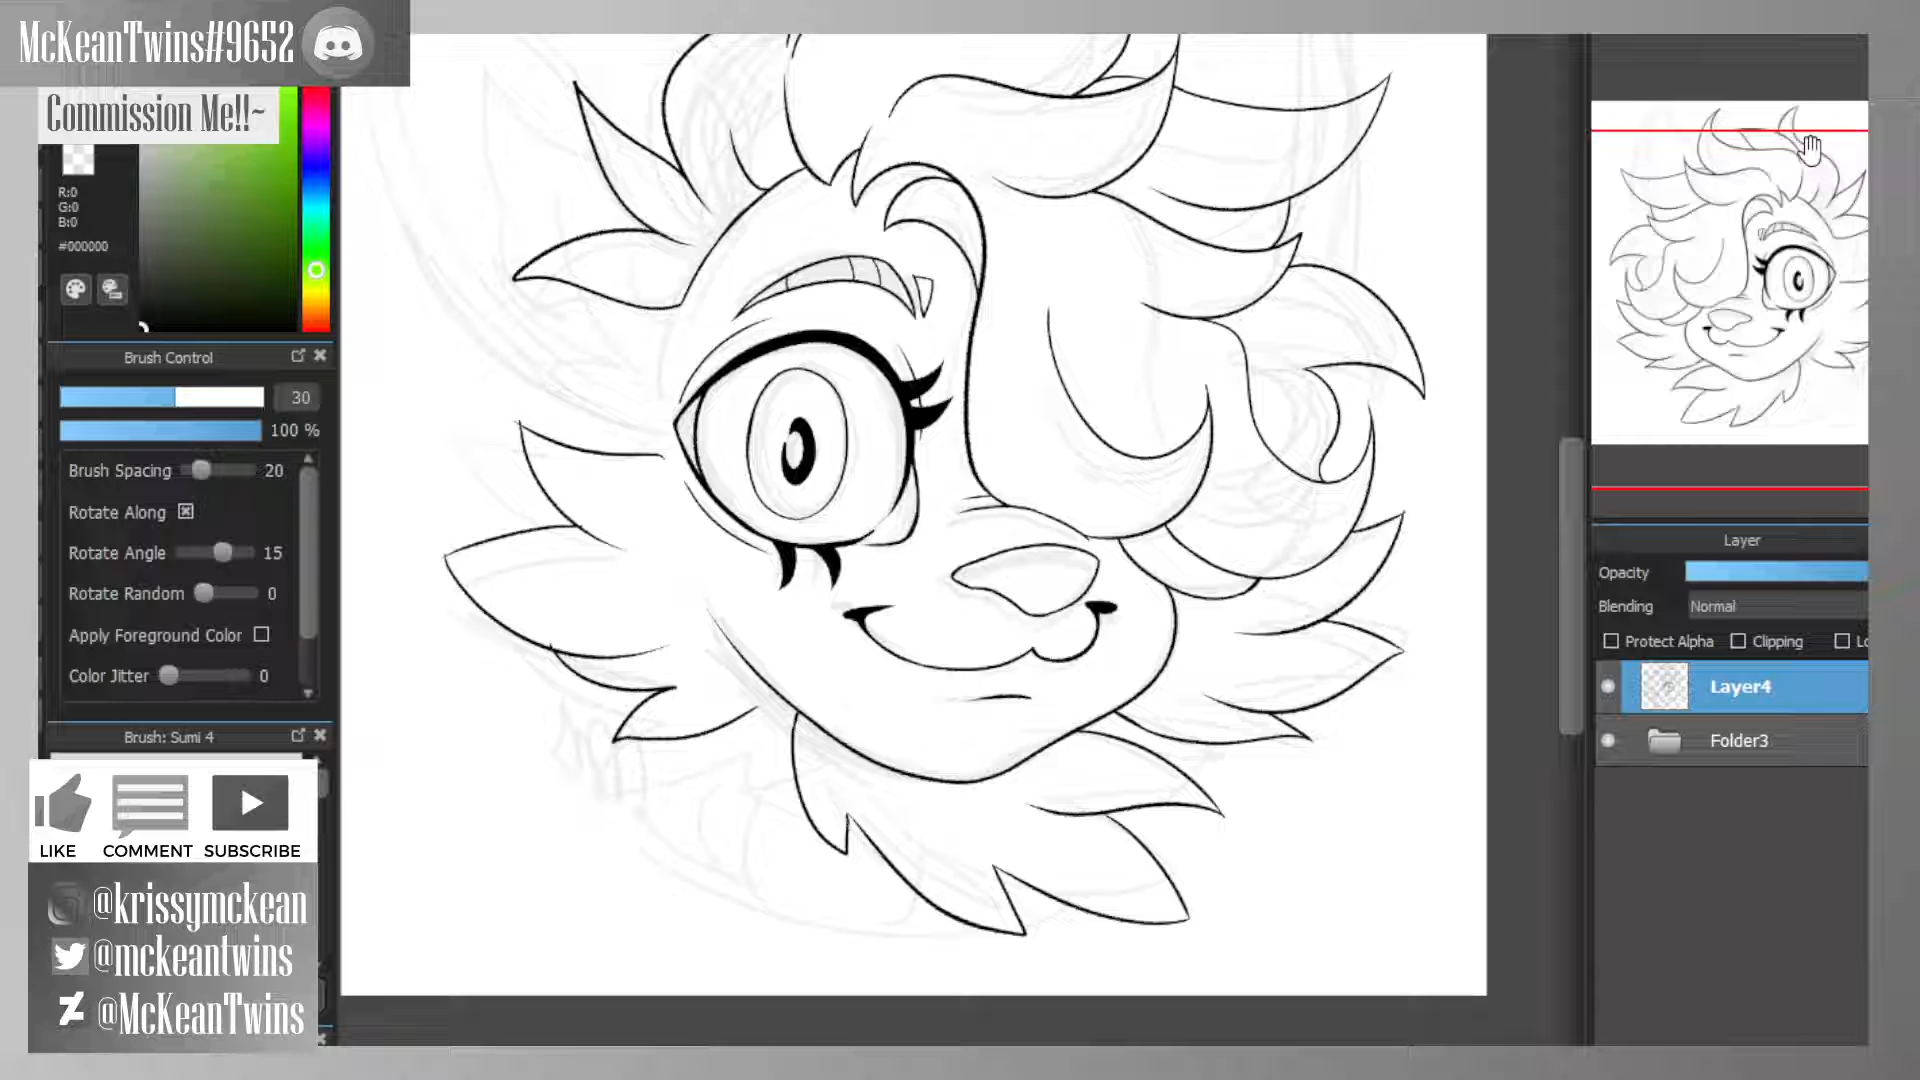 McKeanTwins#9652
Commission Me!!~
R:0
G:0
B:0
#000000
Brush Control
30
100 %
Brush Spacing 20
Rotate Along
Rotate Angle 15
Rotate Random 0
Apply Foreground Color
Color Jitter 0
Brush: Sumi 4
LIKE COMMENT SUBSCRIBE
@krissymckean
@mckeantwins
@McKeanTwins
Layer
Opacity
Blending Normal
Protect Alpha Clipping Lo
Layer4
Folder3